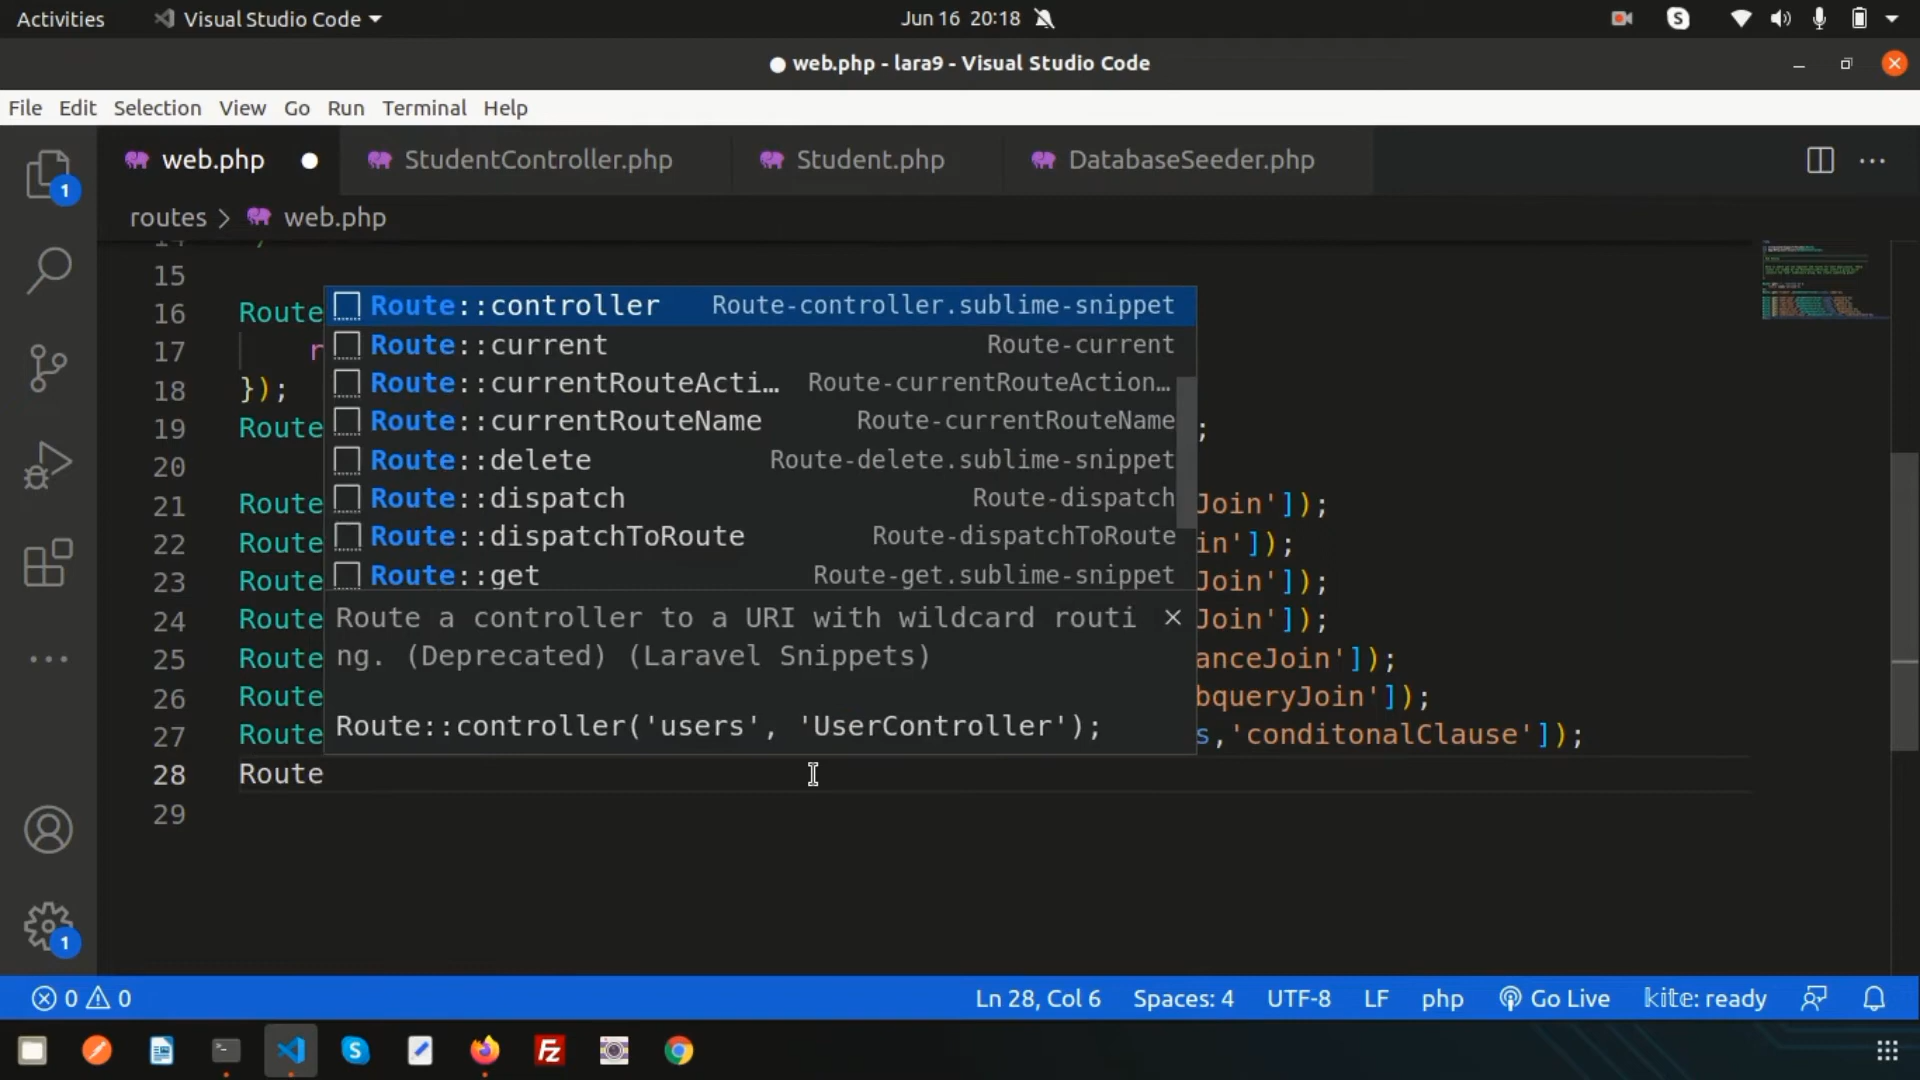 Activities
Visual Studio Code
Jun 16 20:18
web.php - lara9 - Visual Studio Code
File Edit Selection View Go Run Terminal Help
web.php
StudentController.php
Student.php
DatabaseSeeder.php
routes > web.php
1
15
16 Route
17 r
18 });
19 Route ;
20
21 Route Join']);
22 Route in']);
23 Route Join']);
24 Route Join']);
25 Route anceJoin']);
26 Route bqueryJoin']);
27 Route s,'conditonalClause']);
28 Route
29
Route::controller Route-controller.sublime-snippet
Route::current Route-current
Route::currentRouteActi… Route-currentRouteAction…
Route::currentRouteName Route-currentRouteName
Route::delete Route-delete.sublime-snippet
Route::dispatch Route-dispatch
Route::dispatchToRoute Route-dispatchToRoute
Route::get Route-get.sublime-snippet
Route a controller to a URI with wildcard routi
ng. (Deprecated) (Laravel Snippets)
Route::controller('users', 'UserController');
1
0 0
Ln 28, Col 6 Spaces: 4 UTF-8 LF php Go Live kite: ready